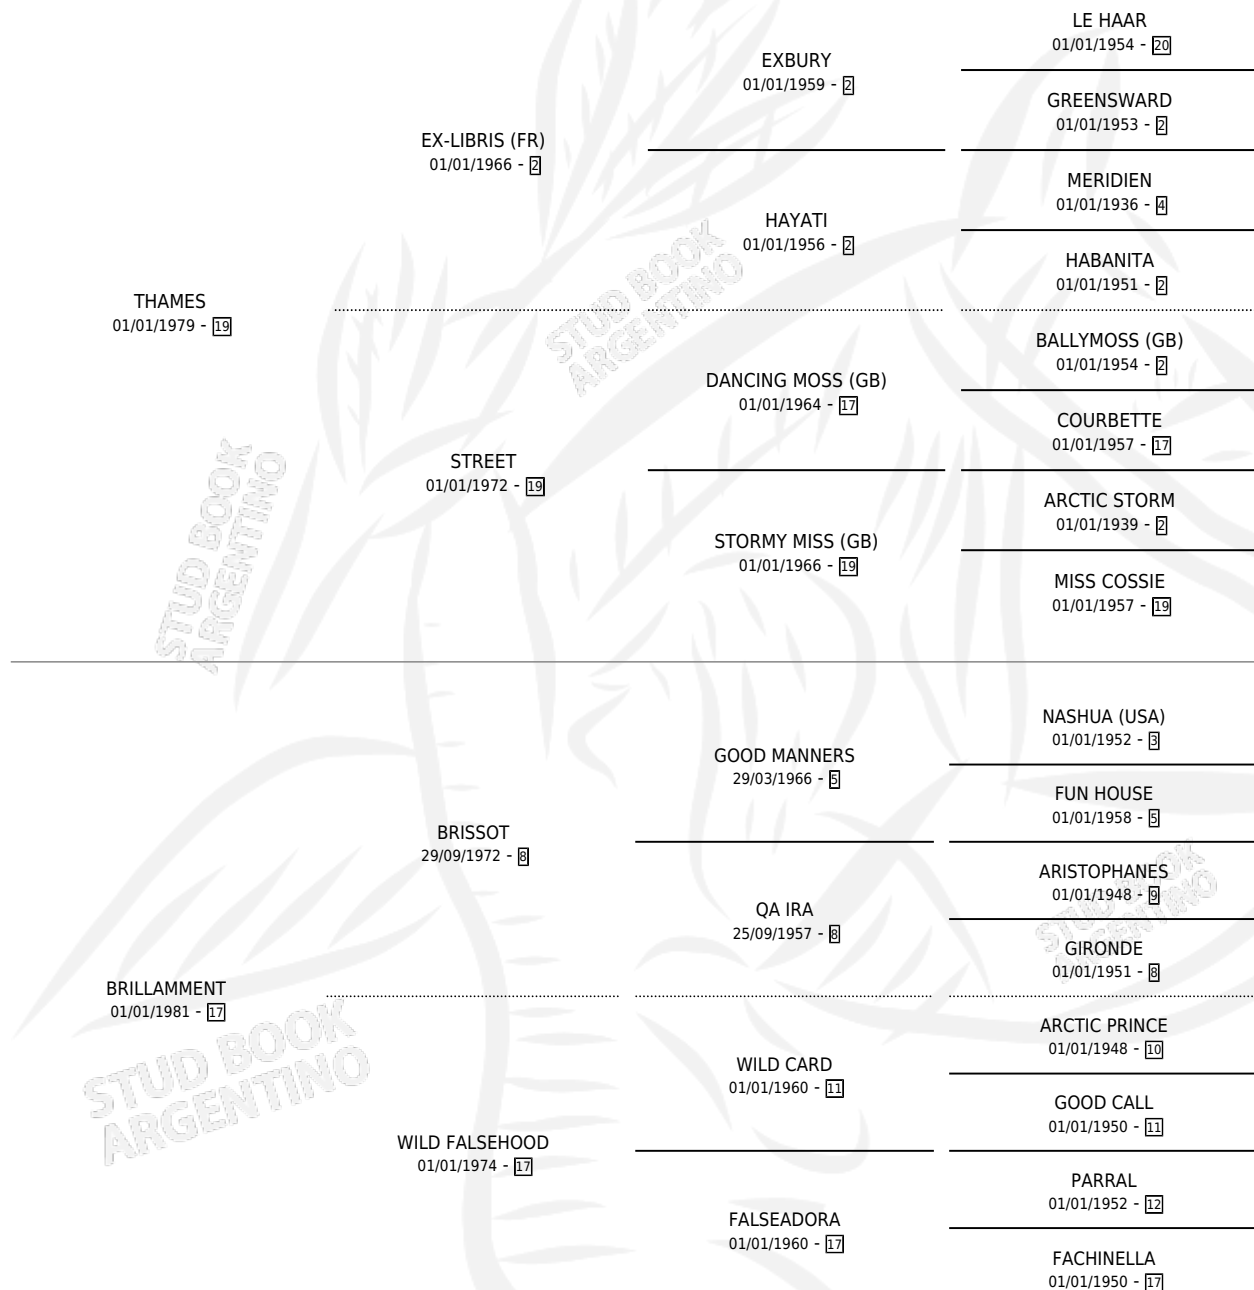 LE HAAR
01/01/1954 - 20
EXBURY
01/01/1959 - 2
GREENSWARD
01/01/1953 - 2
EX-LIBRIS (FR)
01/01/1966 - 2
MERIDIEN
01/01/1936 - 4
HAYATI
01/01/1956 - 2
HABANITA
01/01/1951 - 2
THAMES
01/01/1979 - 19
BALLYMOSS (GB)
01/01/1954 - 2
DANCING MOSS (GB)
01/01/1964 - 17
COURBETTE
01/01/1957 - 17
STREET
01/01/1972 - 19
ARCTIC STORM
01/01/1939 - 2
STORMY MISS (GB)
01/01/1966 - 19
MISS COSSIE
01/01/1957 - 19
NASHUA (USA)
01/01/1952 - 3
GOOD MANNERS
29/03/1966 - 5
FUN HOUSE
01/01/1958 - 5
BRISSOT
29/09/1972 - 8
ARISTOPHANES
01/01/1948 - 9
QA IRA
25/09/1957 - 8
GIRONDE
01/01/1951 - 8
BRILLAMMENT
01/01/1981 - 17
ARCTIC PRINCE
01/01/1948 - 10
WILD CARD
01/01/1960 - 11
GOOD CALL
01/01/1950 - 11
WILD FALSEHOOD
01/01/1974 - 17
PARRAL
01/01/1952 - 12
FALSEADORA
01/01/1960 - 17
FACHINELLA
01/01/1950 - 17
STUD BOOK
ARGENTINO
STUD BOOK
ARGENTINO
STUD BOOK
ARGENTINO
STUD BOOK
ARGENTINO